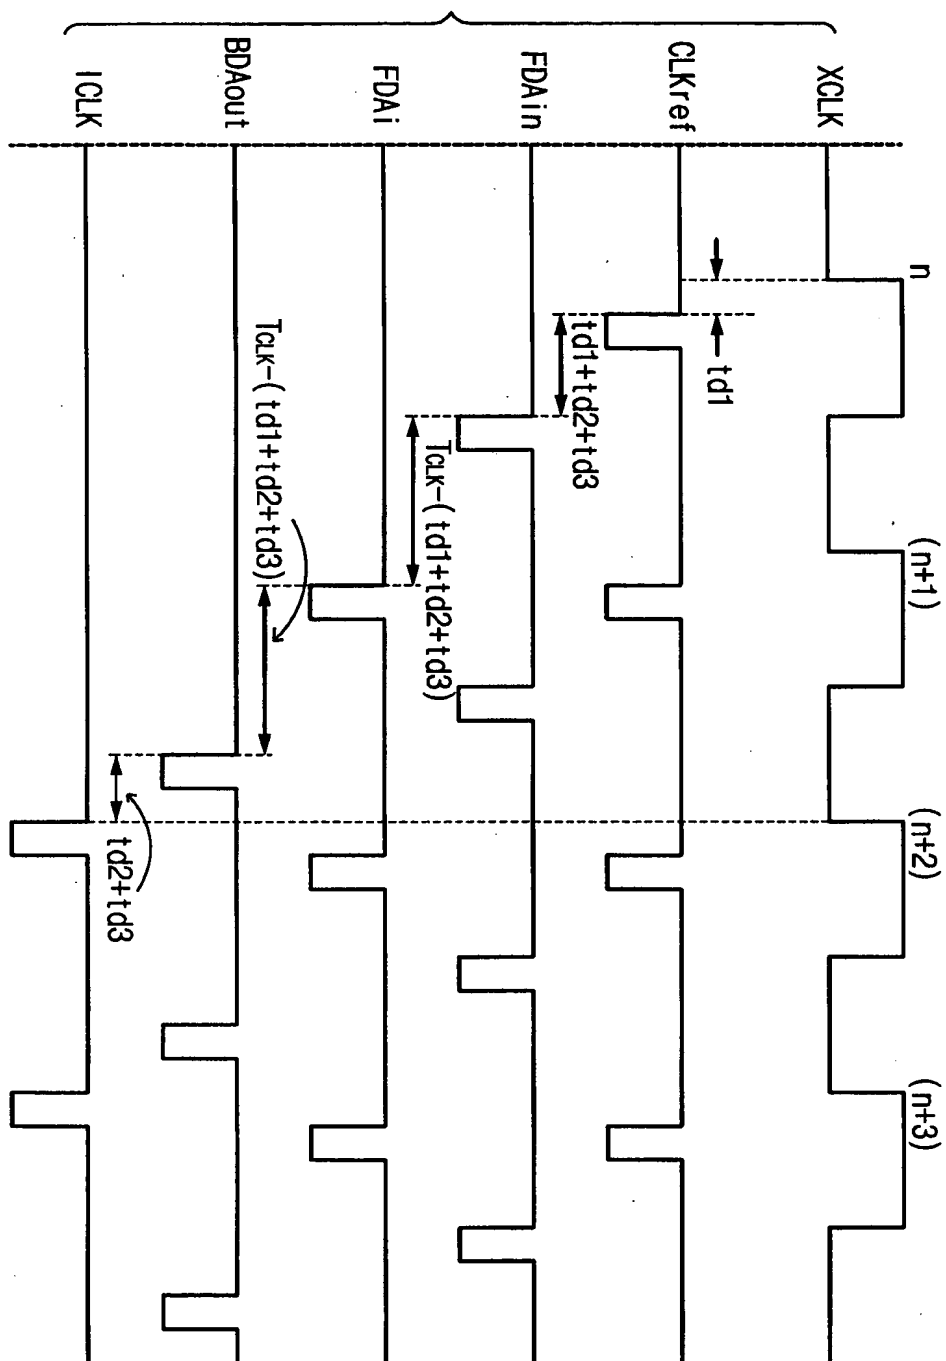 n
(n+1)
(n+2)
(n+3)
XCLK
td1
CLKref
td1+td2+td3
FDAin
TCLK-(td1+td2+td3)
FDAi
TCLK-(td1+td2+td3)
BDAout
td2+td3
ICLK